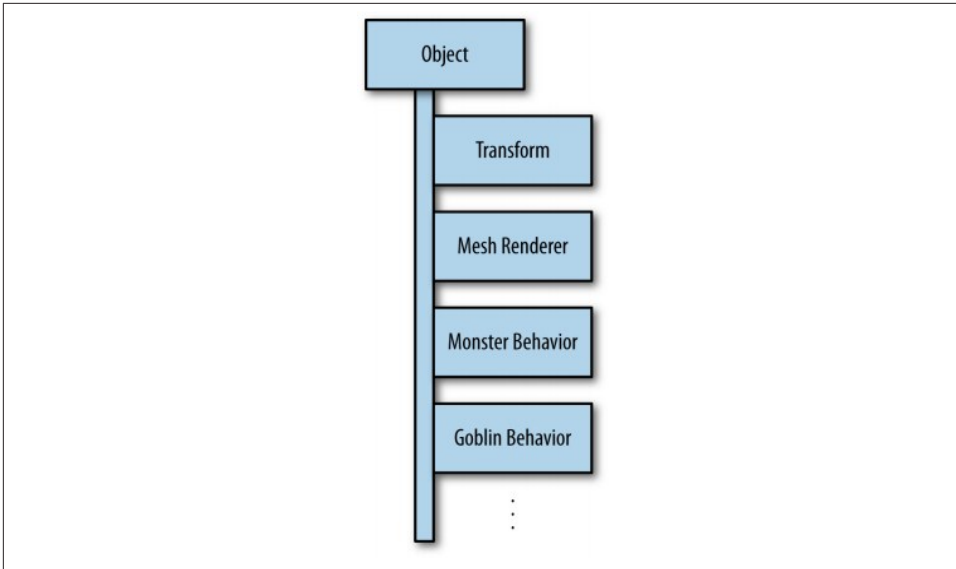 Object
Transform
Mesh Renderer
Monster Behavior
Goblin Behavior